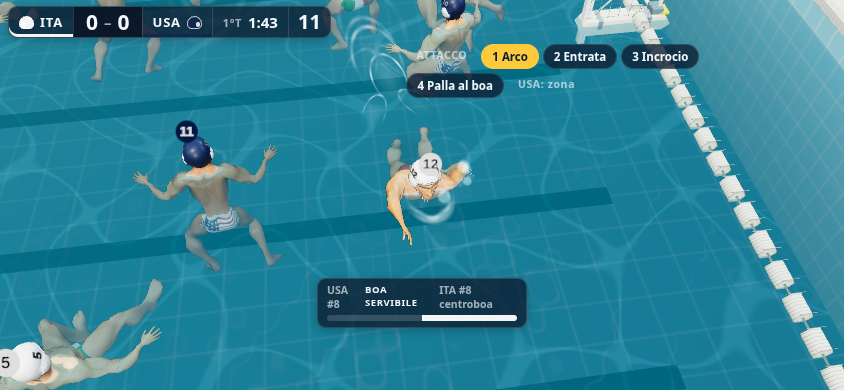 ITA 0 – 0 USA 1°T 1:43 11
ATTACCO 1 Arco 2 Entrata 3 Incrocio
4 Palla al boa USA: zona
11
12
USA #8 BOA SERVIBILE ITA #8 centroboa
5 5